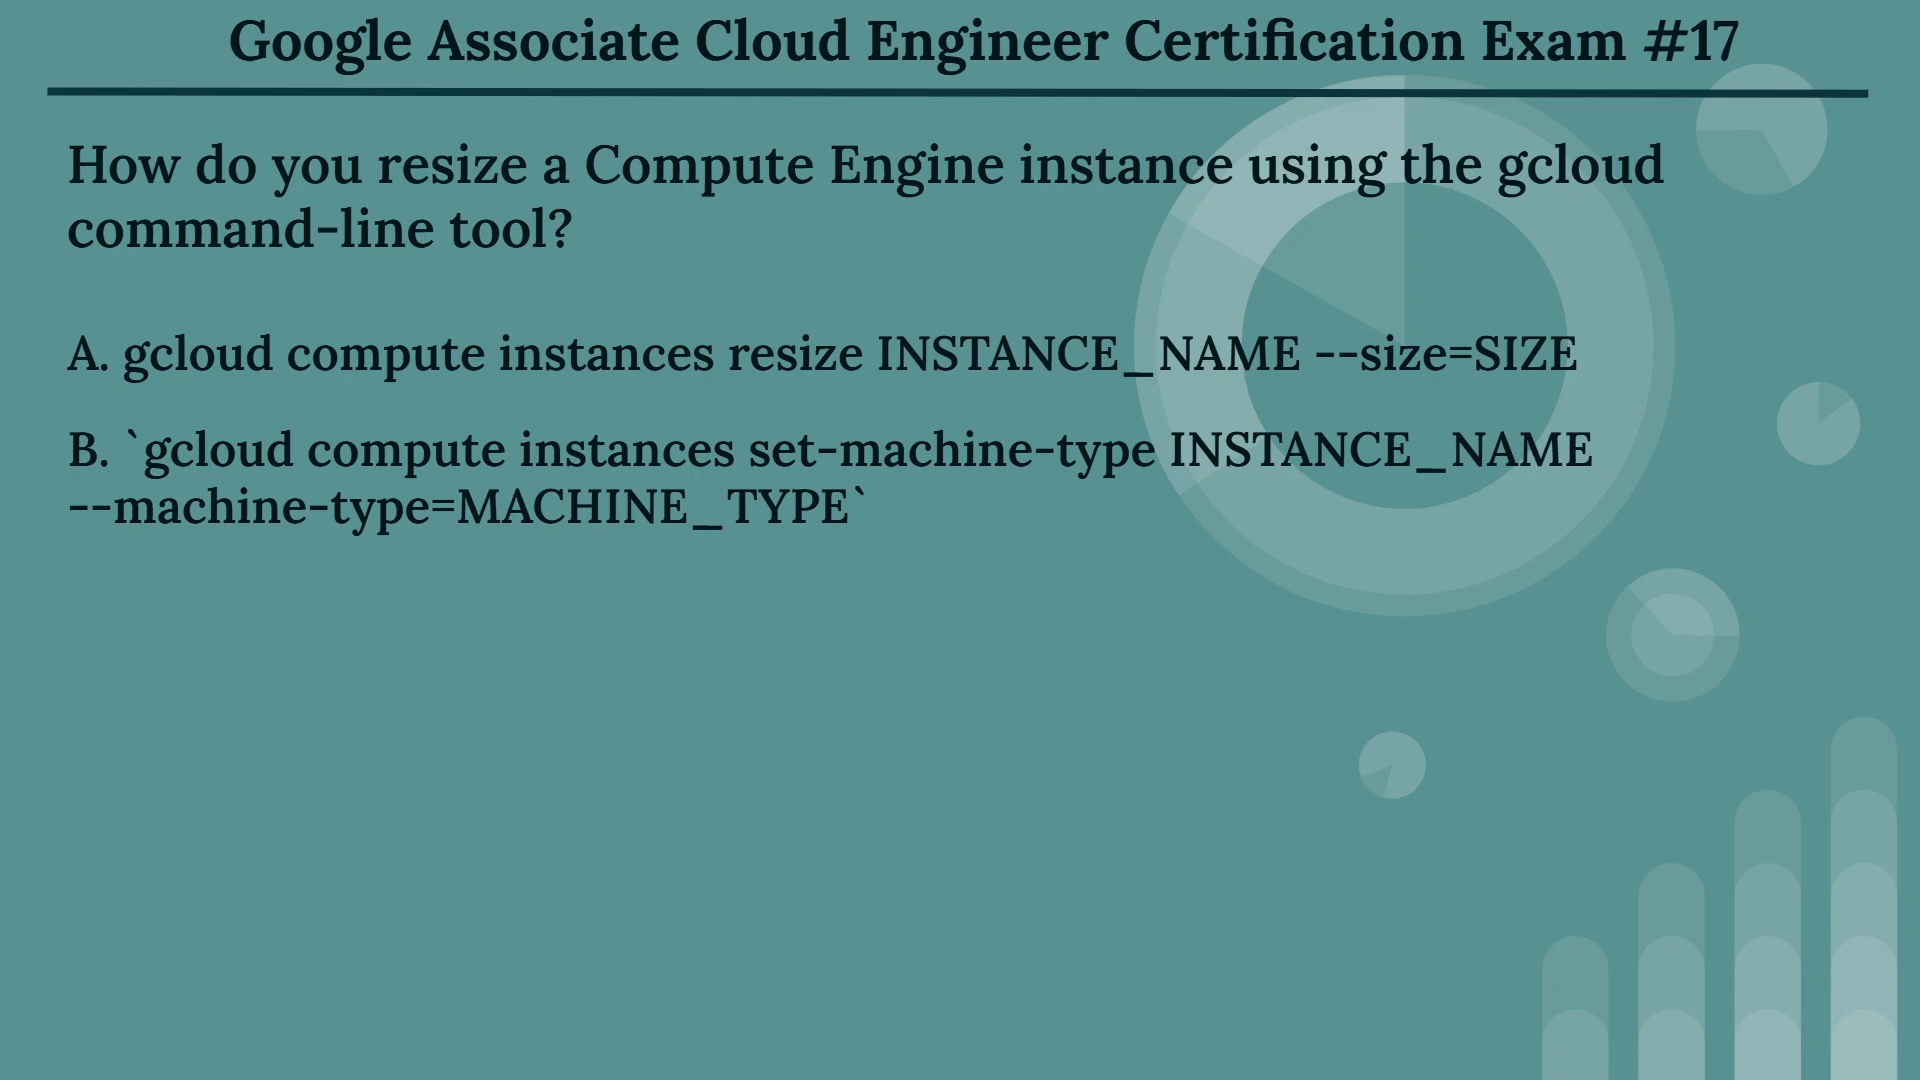 Google Associate Cloud Engineer Certification Exam #17
How do you resize a Compute Engine instance using the gcloud
command-line tool?
A. gcloud compute instances resize INSTANCE_NAME --size=SIZE
B. `gcloud compute instances set-machine-type INSTANCE_NAME
--machine-type=MACHINE_TYPE`